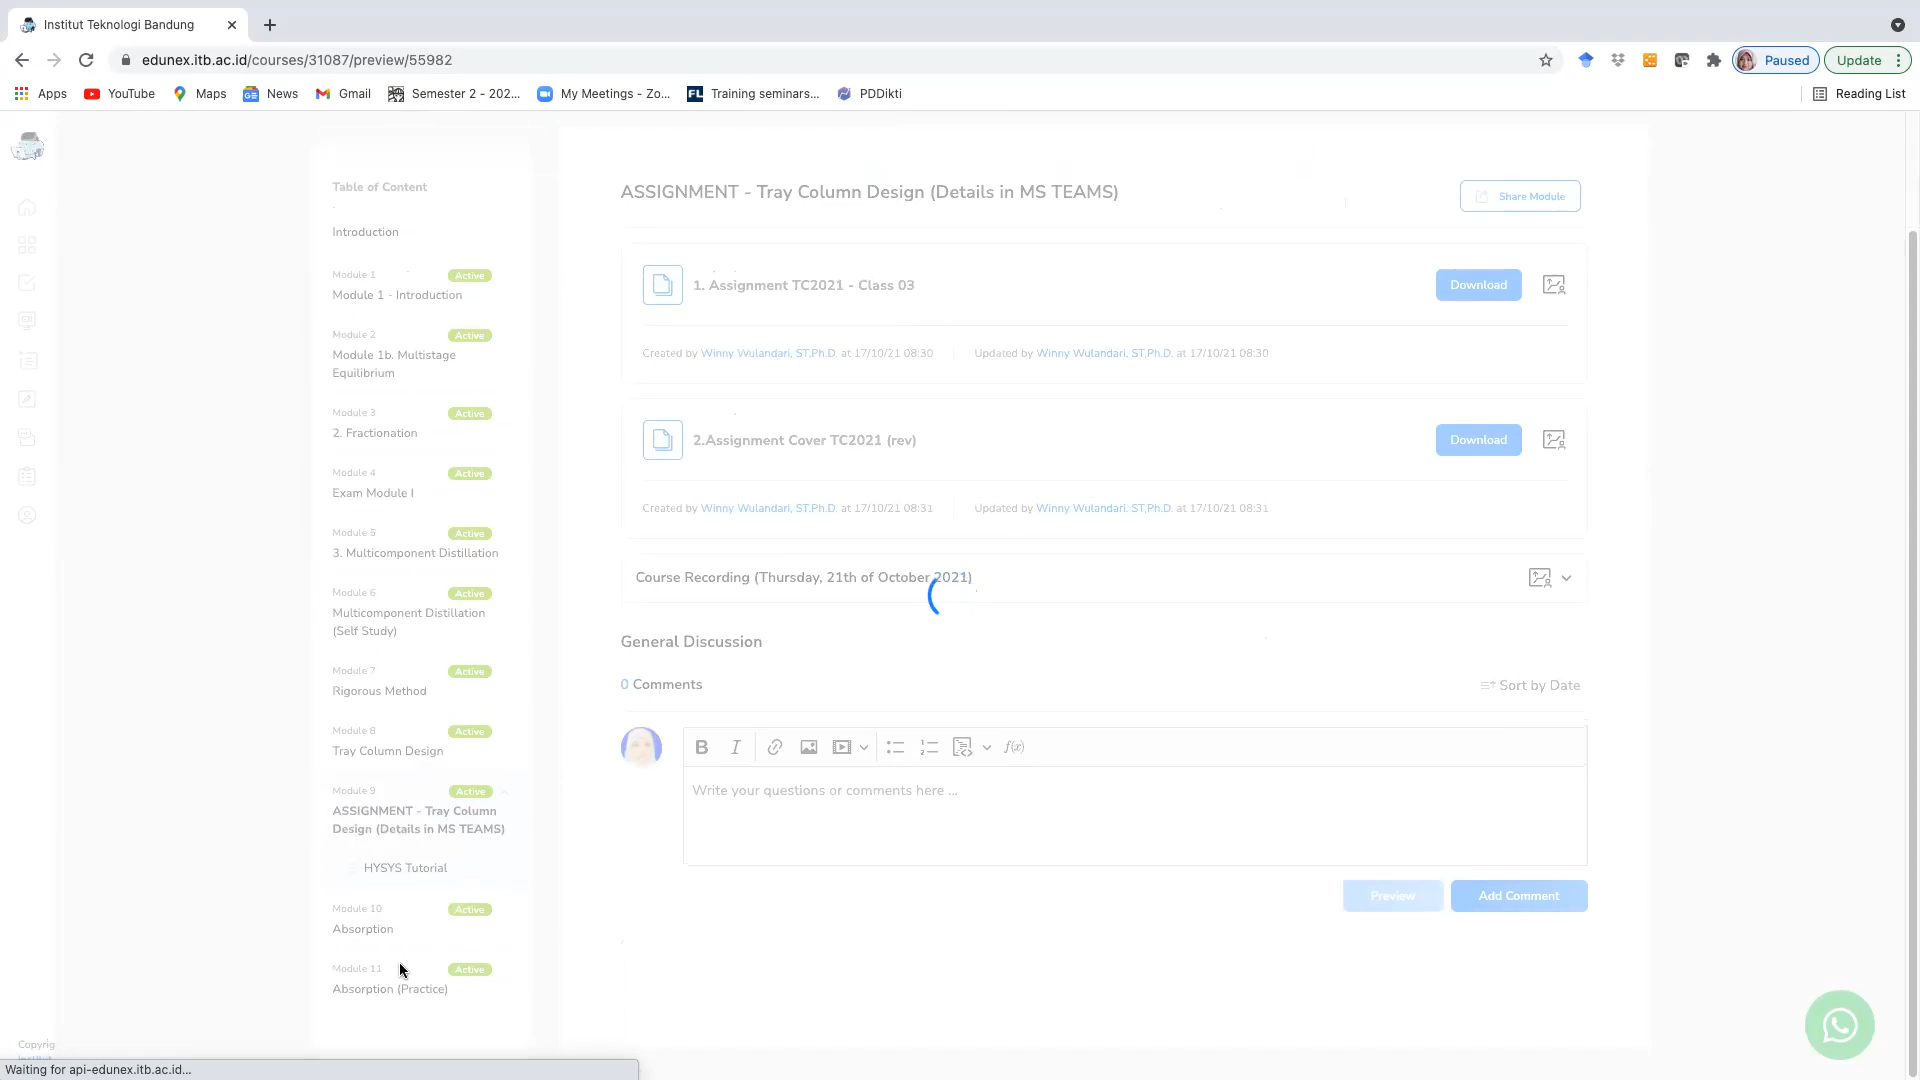 Institut Teknologi Bandung
edunex.itb.ac.id/courses/31087/preview/55982
Paused
Update
Apps
YouTube
Maps
News
Gmail
Semester 2 - 202...
My Meetings - Zo...
FL
Training seminars...
PDDikti
Reading List
Table of Content
Introduction
Module 1 Active
Module 1 - Introduction
Module 2 Active
Module 1b. Multistage
Equilibrium
Module 3 Active
2. Fractionation
Module 4 Active
Exam Module I
Module 5 Active
3. Multicomponent Distillation
Module 6 Active
Multicomponent Distillation
(Self Study)
Module 7 Active
Rigorous Method
Module 8 Active
Tray Column Design
Module 9 Active
ASSIGNMENT - Tray Column
Design (Details in MS TEAMS)
HYSYS Tutorial
Module 10 Active
Absorption
Module 11 Active
Absorption (Practice)
ASSIGNMENT - Tray Column Design (Details in MS TEAMS)
Share Module
1. Assignment TC2021 - Class 03
Download
Created by Winny Wulandari, ST,Ph.D. at 17/10/21 08:30
Updated by Winny Wulandari, ST,Ph.D. at 17/10/21 08:30
2.Assignment Cover TC2021 (rev)
Download
Created by Winny Wulandari, ST,Ph.D. at 17/10/21 08:31
Updated by Winny Wulandari, ST,Ph.D. at 17/10/21 08:31
Course Recording (Thursday, 21th of October 2021)
General Discussion
0 Comments
Sort by Date
B I f(x)
Write your questions or comments here ...
Preview
Add Comment
Copyrig
Waiting for api-edunex.itb.ac.id...